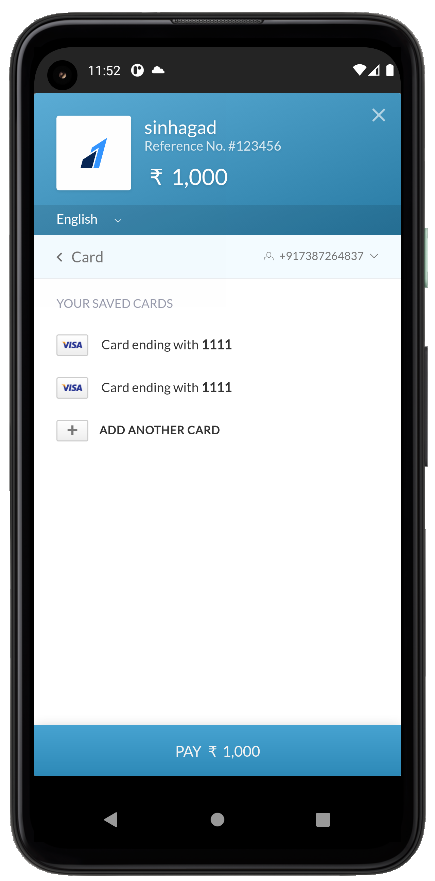 11:52
sinhagad
Reference No. #123456
₹ 1,000
English
Card
+917387264837
YOUR SAVED CARDS
VISA Card ending with 1111
VISA Card ending with 1111
+ ADD ANOTHER CARD
PAY ₹ 1,000